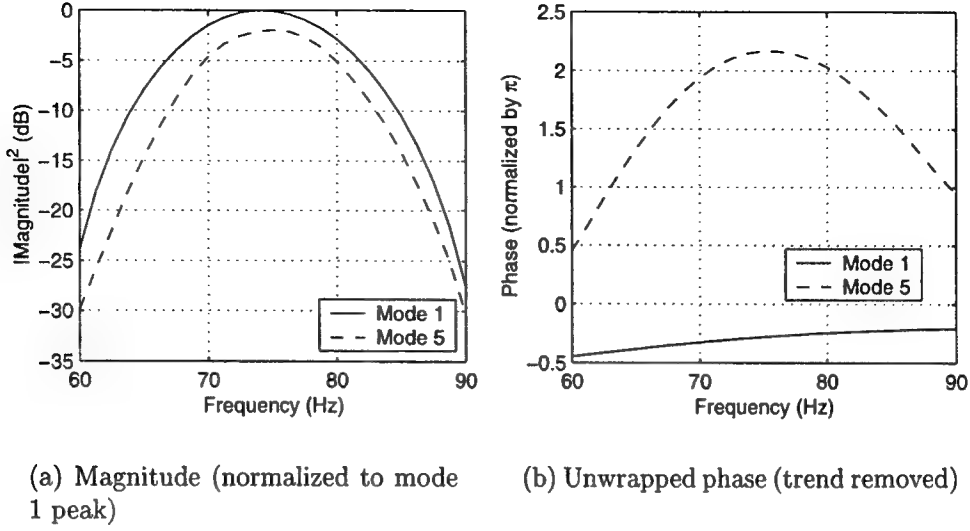 0
−5
−10
−15
−20
−25
−30
−35
60
70
80
90
|Magnitude|² (dB)
Frequency (Hz)
Mode 1
Mode 5
2.5
2
1.5
1
0.5
0
−0.5
60
70
80
90
Phase (normalized by π)
Frequency (Hz)
Mode 1
Mode 5
(a) Magnitude (normalized to mode
1 peak)
(b) Unwrapped phase (trend removed)